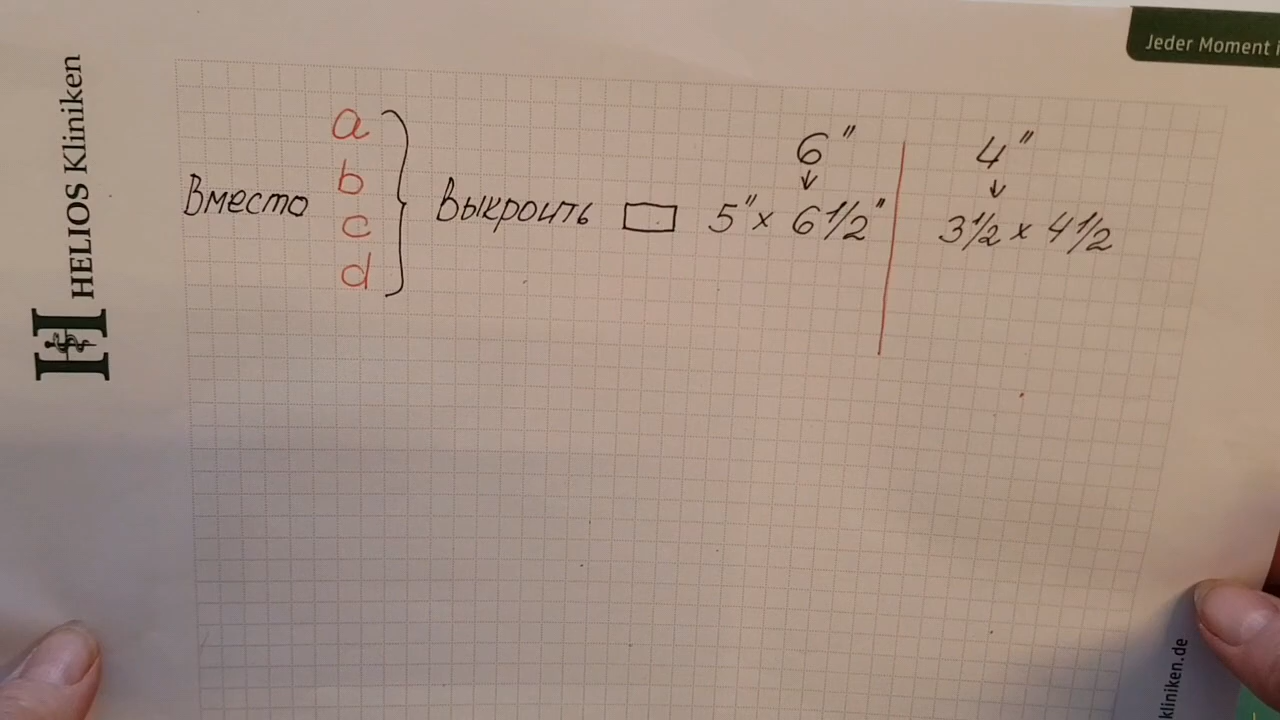 Jeder Moment i
HELIOS Kliniken
Вместо a b c d } Выкроить
6" 4"
5" x 6 1/2" 3 1/2 x 4 1/2
kliniken.de